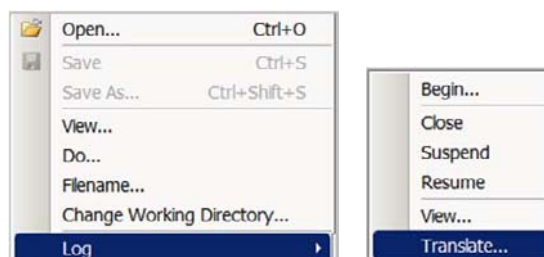 Open... Ctrl+O
Save Ctrl+S
Save As... Ctrl+Shift+S
View...
Do...
Filename...
Change Working Directory...
Log
Begin...
Close
Suspend
Resume
View...
Translate...